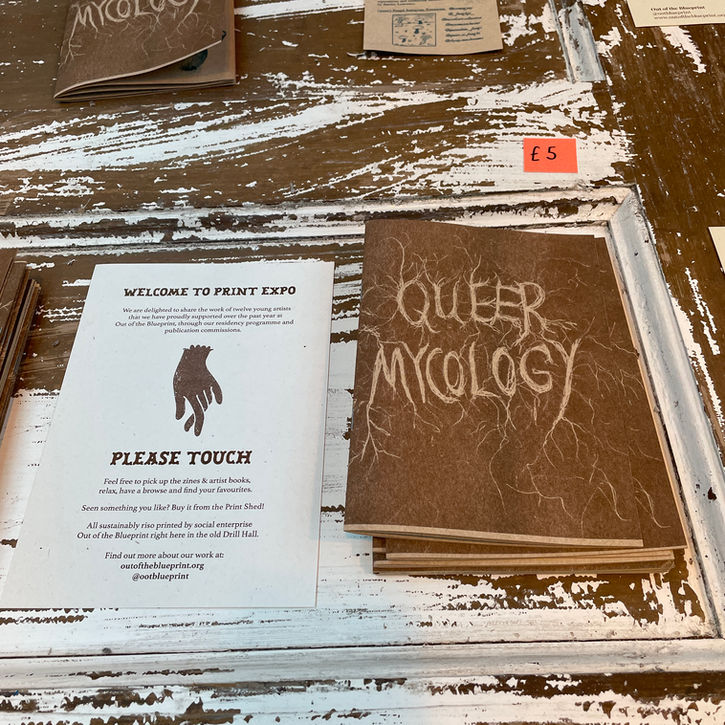 MYCOLOGY
Out of the Blueprint
@ootblueprint
www.outoftheblueprint.org
£5
WELCOME TO PRINT EXPO
We are delighted to share the work of twelve young artists
that we have proudly supported over the past year at
Out of the Blueprint, through our residency programme and
publication commissions.
PLEASE TOUCH
Feel free to pick up the zines & artist books,
relax, have a browse and find your favourites.
Seen something you like? Buy it from the Print Shed!
All sustainably riso printed by social enterprise
Out of the Blueprint right here in the old Drill Hall.
Find out more about our work at:
outoftheblueprint.org
@ootblueprint
QUEER
MYCOLOGY